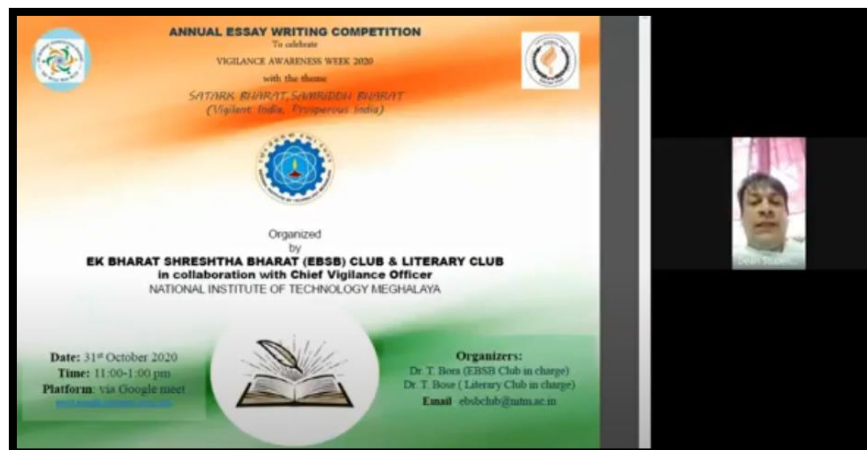 ANNUAL ESSAY WRITING COMPETITION
To celebrate
VIGILANCE AWARENESS WEEK 2020
with the theme
SATARK BHARAT, SAMRIDDH BHARAT
(Vigilant India, Prosperous India)
Organized
by
EK BHARAT SHRESHTHA BHARAT (EBSB) CLUB & LITERARY CLUB
in collaboration with Chief Vigilance Officer
NATIONAL INSTITUTE OF TECHNOLOGY MEGHALAYA
Date: 31st October 2020
Time: 11:00-1:00 pm
Platform: via Google meet
Organizers:
Dr. T. Bora (EBSB Club in charge)
Dr. T. Bose ( Literary Club in charge)
Email ebsbclub@nitm.ac.in